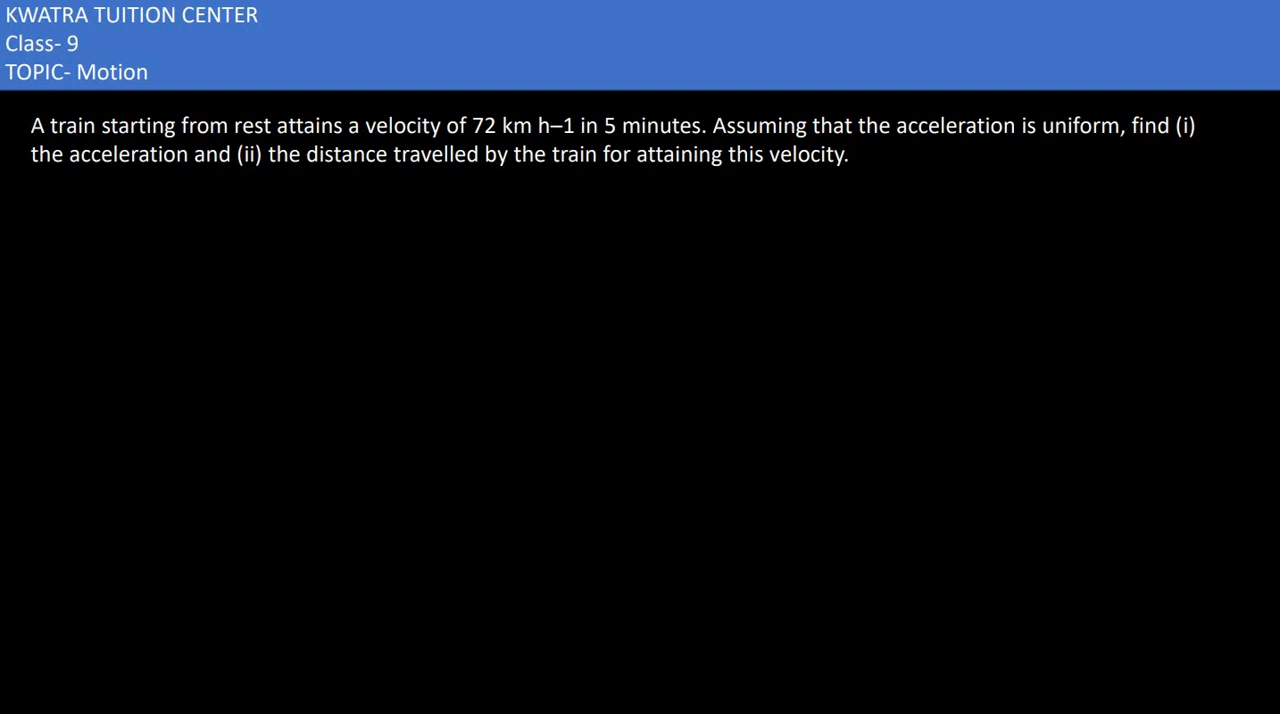 KWATRA TUITION CENTER
Class- 9
TOPIC- Motion
A train starting from rest attains a velocity of 72 km h–1 in 5 minutes. Assuming that the acceleration is uniform, find (i)
the acceleration and (ii) the distance travelled by the train for attaining this velocity.